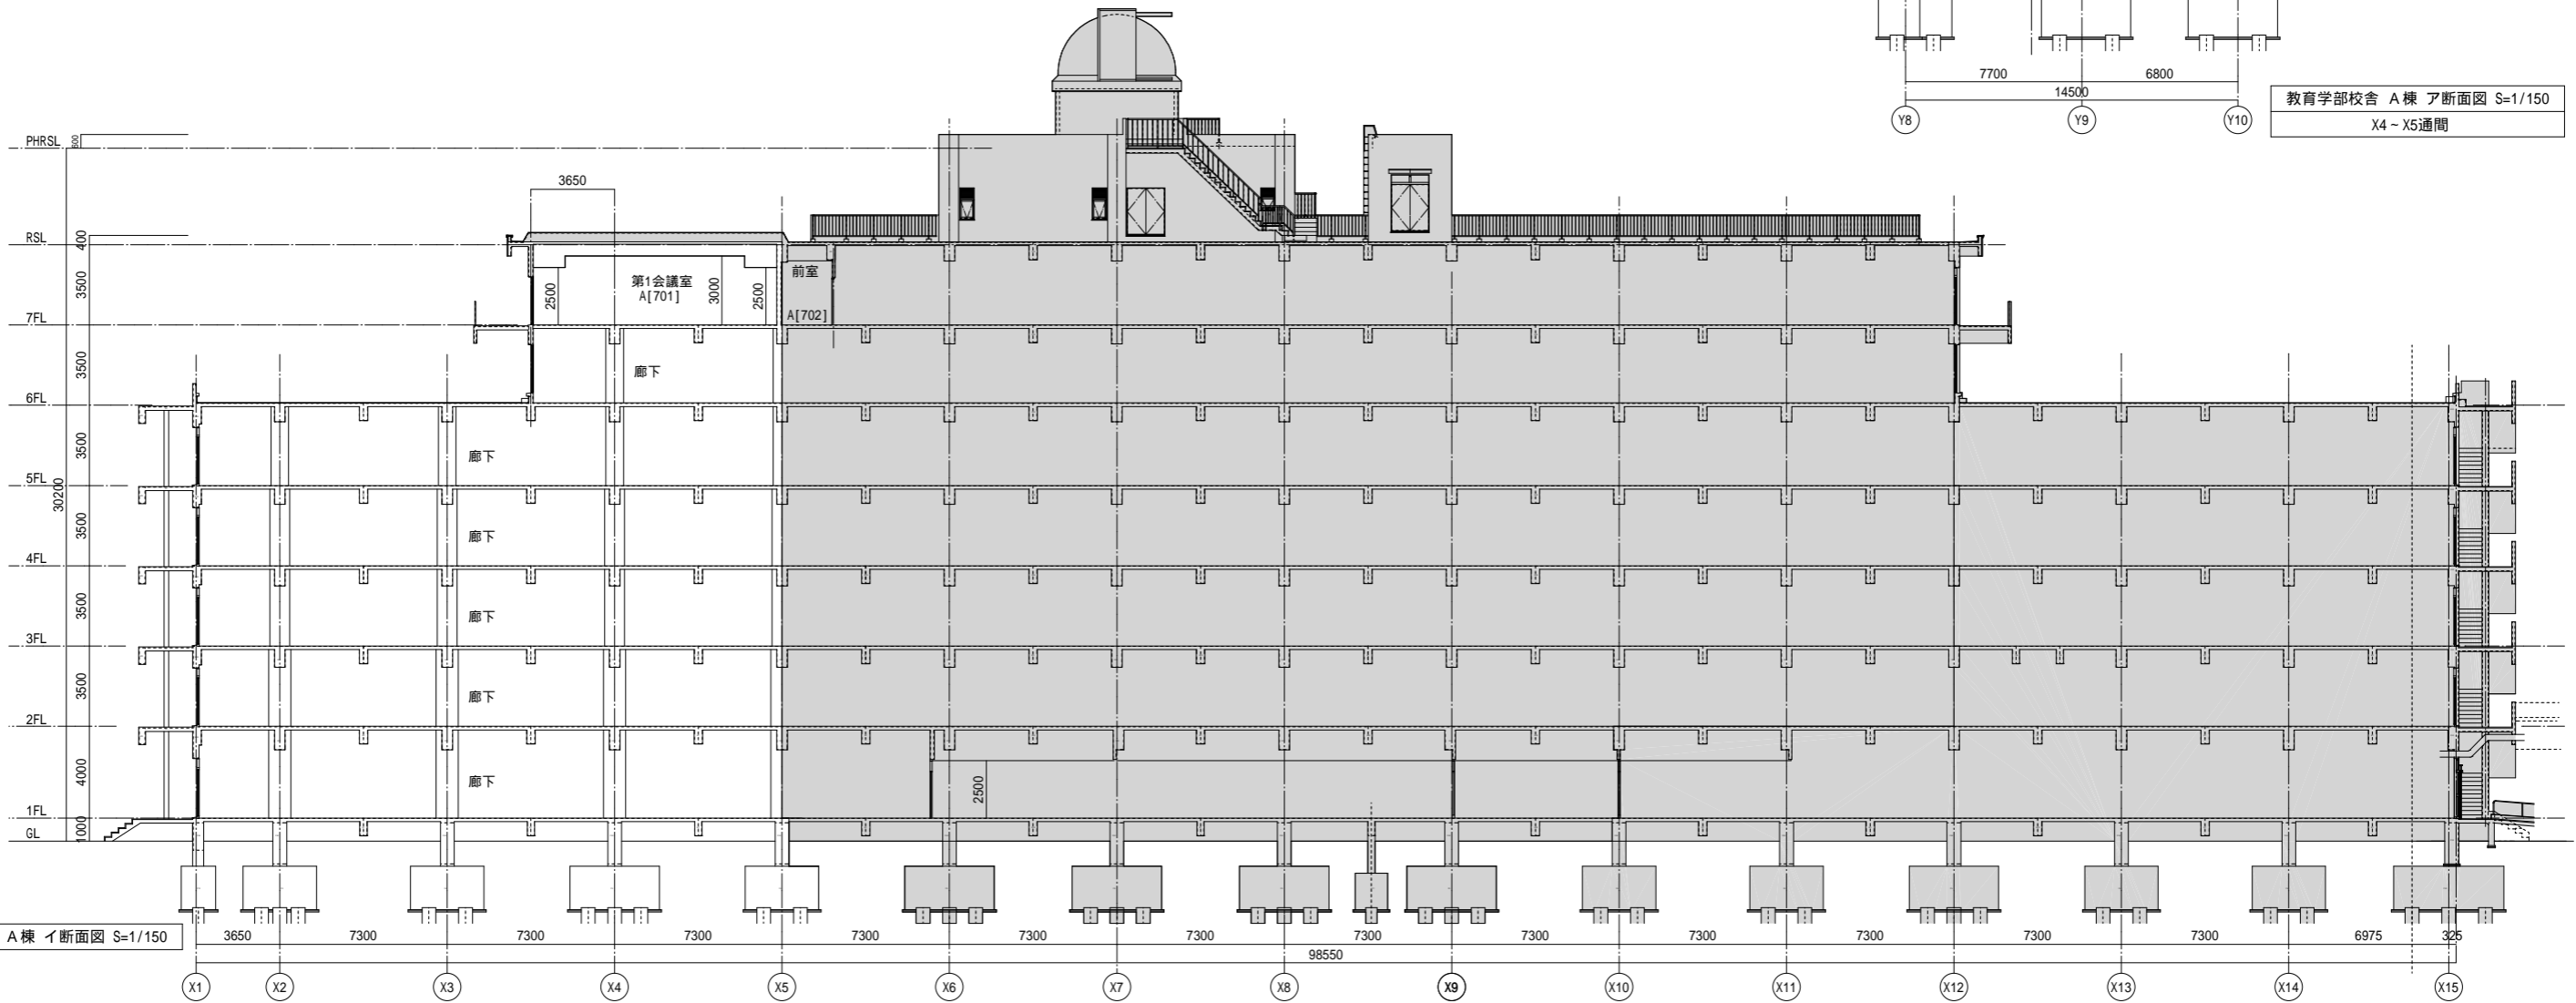 7700
6800
14500
Y8
Y9
Y10
教育学部校舎 A棟 ア断面図 S=1/150
X4～X5通間
PHRSL
600
3650
RSL
400
3500
第1会議室
A[701]
2500
3000
2500
前室
A[702]
7FL
3500
廊下
6FL
3500
廊下
5FL
30200
3500
廊下
4FL
3500
廊下
3FL
3500
廊下
2FL
4000
廊下
2500
1FL
1000
GL
A棟 イ断面図 S=1/150
3650
7300
7300
7300
7300
7300
7300
7300
7300
7300
7300
7300
7300
6975
325
98550
X1
X2
X3
X4
X5
X6
X7
X8
X9
X10
X11
X12
X13
X14
X15